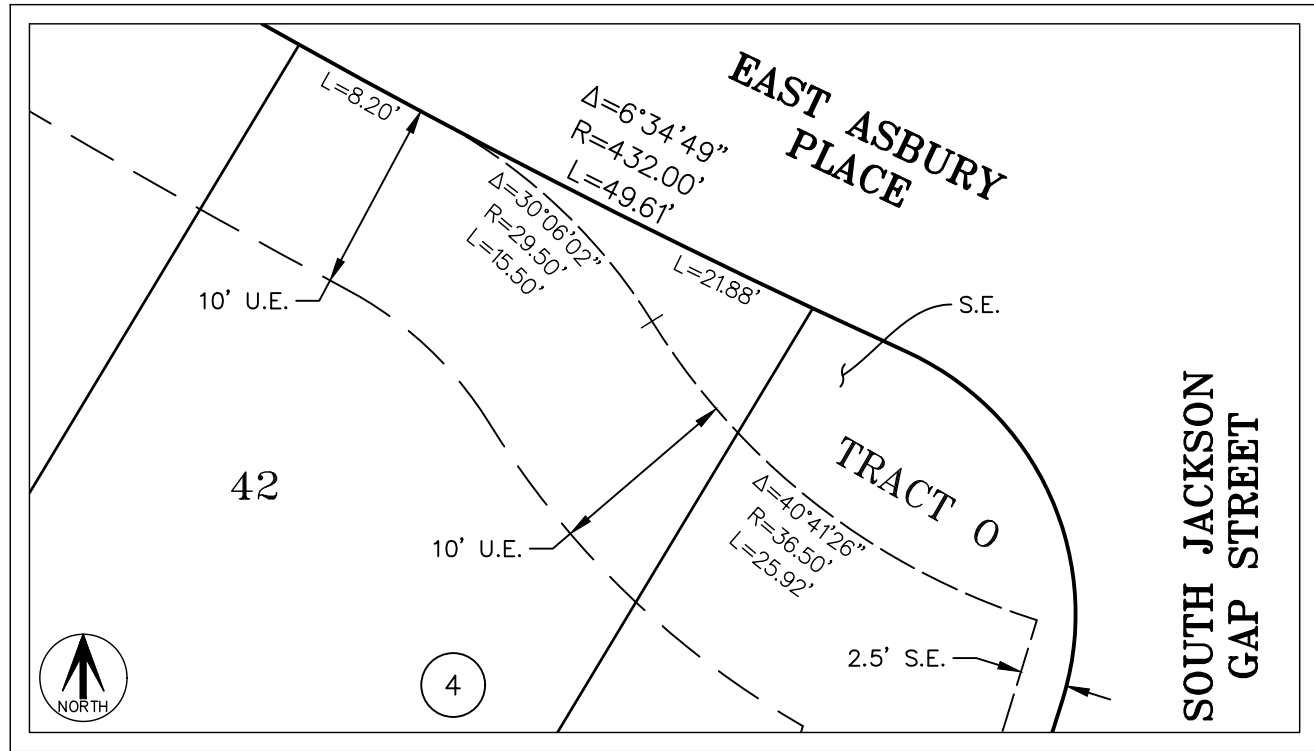 EAST ASBURY
PLACE
L=8.20'
Δ=6°34'49"
R=432.00'
L=49.61'
Δ=30°06'02"
R=29.50'
L=15.50'
L=21.88'
10' U.E.
S.E.
SOUTH JACKSON
GAP STREET
TRACT O
42
Δ=40°41'26"
R=36.50'
L=25.92'
10' U.E.
2.5' S.E.
4
NORTH